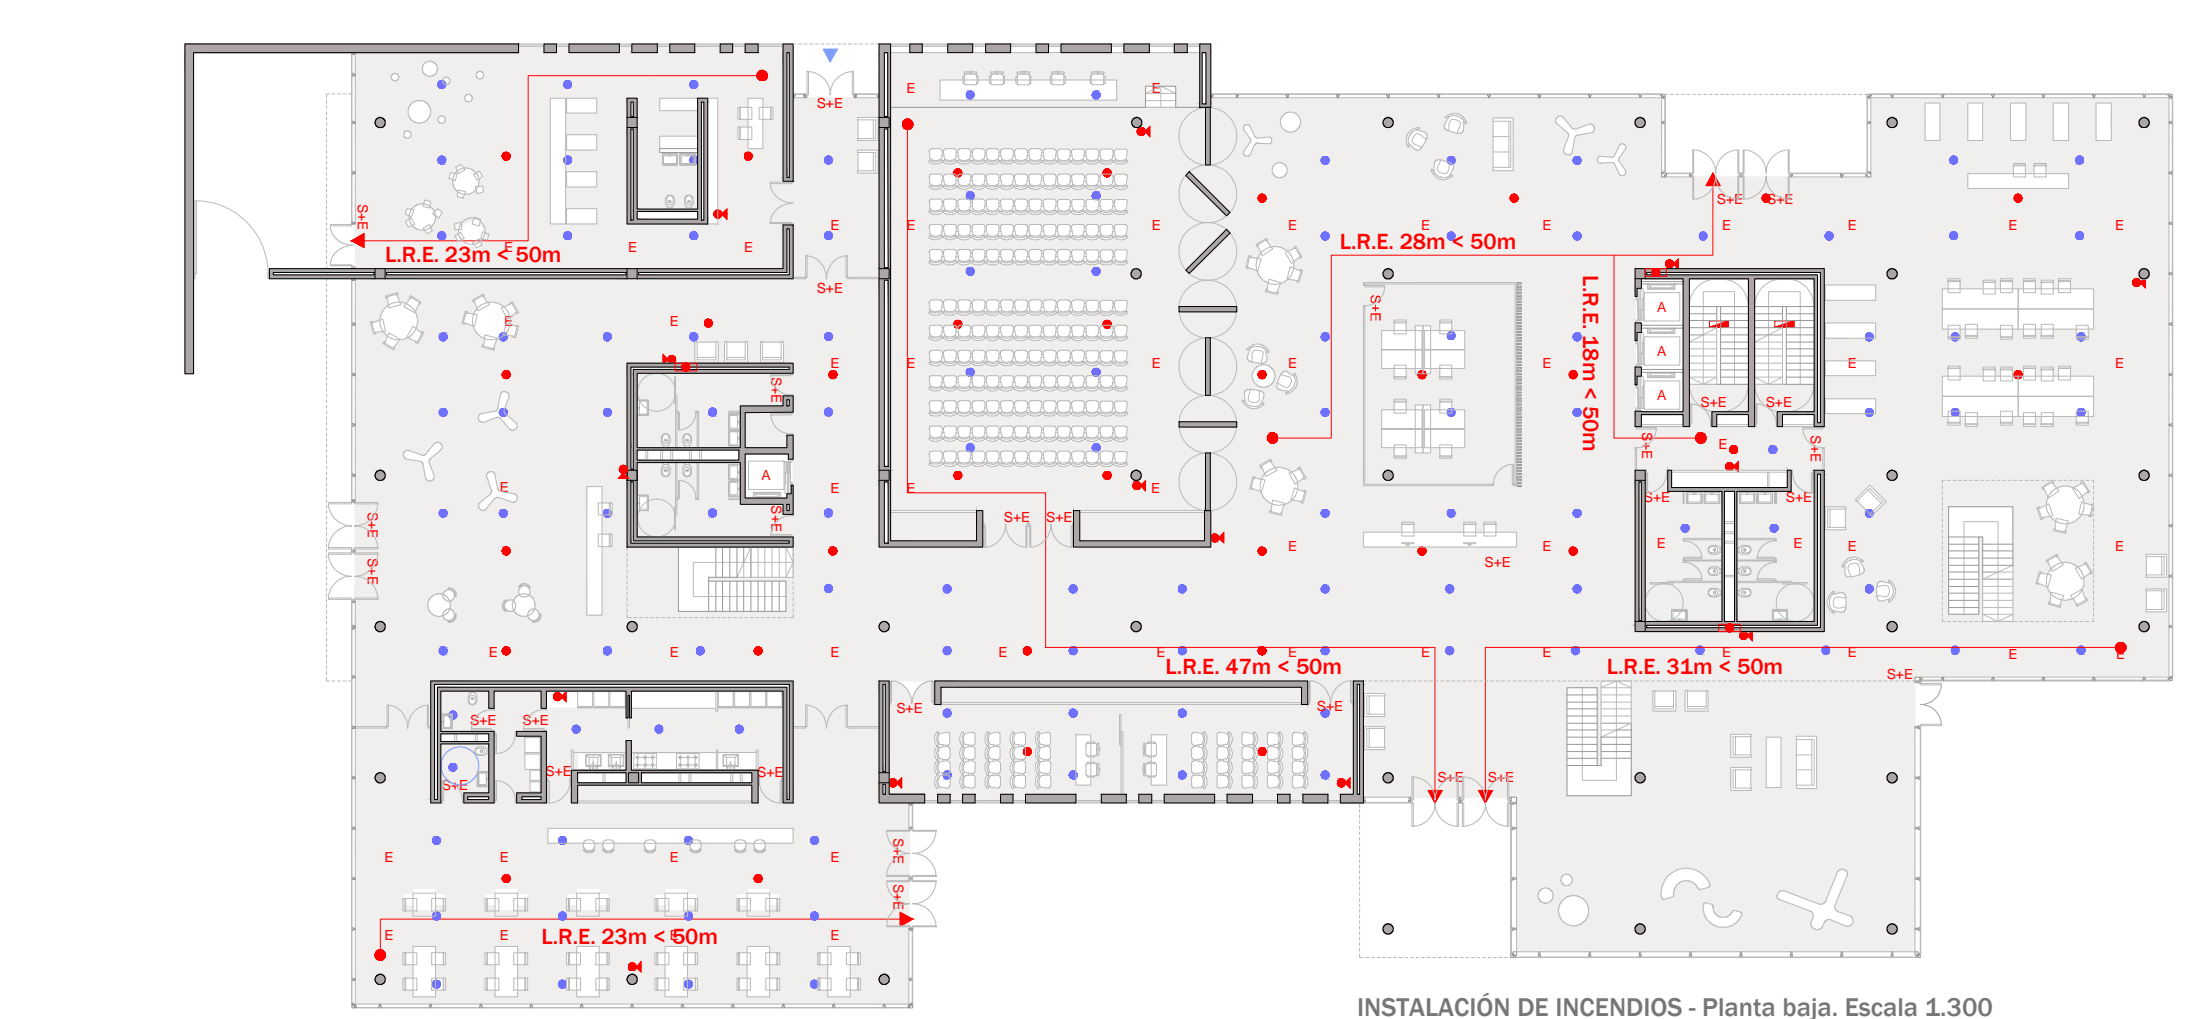 E E
S+E
S+E S+E
S+E
E E E E E E E E E E
E E E
L.R.E. 23m < 50m L.R.E. 28m < 50m
S+E
S+E A
E E
A
L.R.E. 18m < 50m
E E E E E E E
S+E A
S+E S+E
S+E E S+E
A
E E E E S+E S+E
S+E S+E S+E S+E
E E E E E E
S+E S+E
E E E E E E E E E E E E
L.R.E. 47m < 50m L.R.E. 31m < 50m
S+E
S+E S+E
S+E S+E
S+E S+E S+E S+E
S+E
S+E
E E E E
S+E
E E E E
L.R.E. 23m < 50m
INSTALACIÓN DE INCENDIOS - Planta baja. Escala 1.300